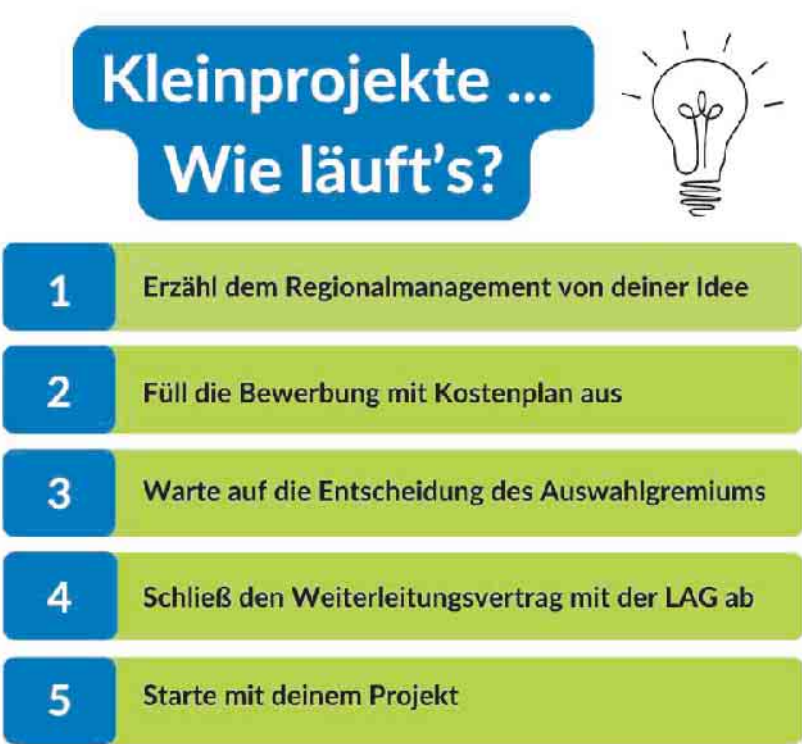 Kleinprojekte ...
Wie läuft's?
1 Erzähl dem Regionalmanagement von deiner Idee
2 Füll die Bewerbung mit Kostenplan aus
3 Warte auf die Entscheidung des Auswahlgremiums
4 Schließ den Weiterleitungsvertrag mit der LAG ab
5 Starte mit deinem Projekt